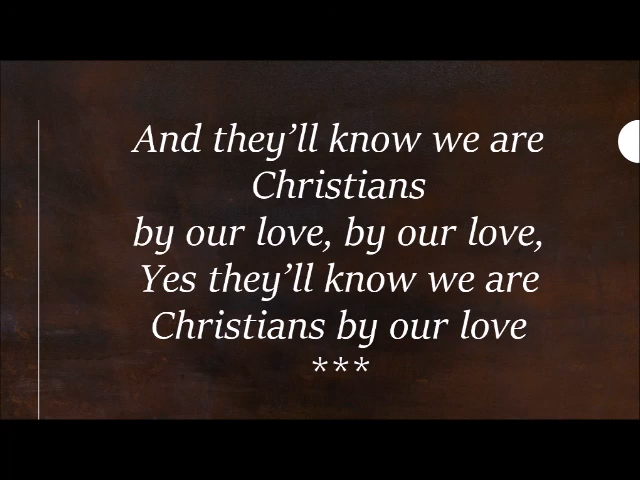 And they’ll know we are
Christians
by our love, by our love,
Yes they’ll know we are
Christians by our love
***